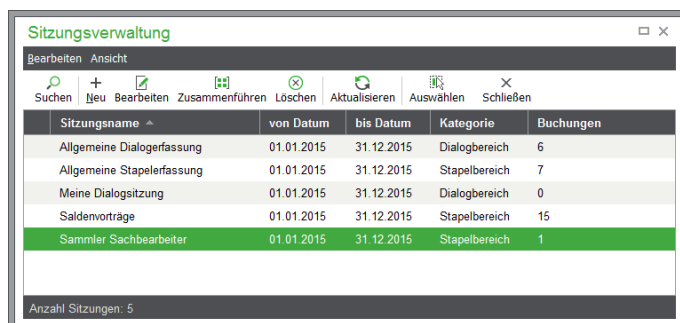 Sitzungsverwaltung
Bearbeiten Ansicht
Suchen Neu Bearbeiten Zusammenführen Löschen Aktualisieren Auswählen Schließen
Sitzungsname von Datum bis Datum Kategorie Buchungen
Allgemeine Dialogerfassung 01.01.2015 31.12.2015 Dialogbereich 6
Allgemeine Stapelerfassung 01.01.2015 31.12.2015 Stapelbereich 7
Meine Dialogsitzung 01.01.2015 31.12.2015 Dialogbereich 0
Saldenvorträge 01.01.2015 31.12.2015 Stapelbereich 15
Sammler Sachbearbeiter 01.01.2015 31.12.2015 Stapelbereich 1
Anzahl Sitzungen: 5